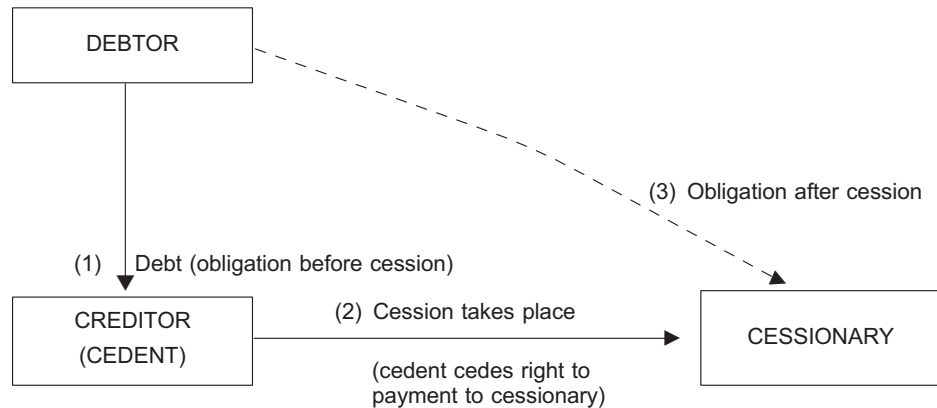 DEBTOR
(3) Obligation after cession
(1) Debt (obligation before cession)
CREDITOR
(CEDENT)
(2) Cession takes place
(cedent cedes right to
payment to cessionary)
CESSIONARY